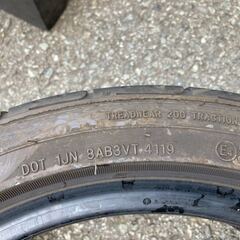 TREADWEAR 200 TRACTION
DOT 1JN 8AB3VT 4119